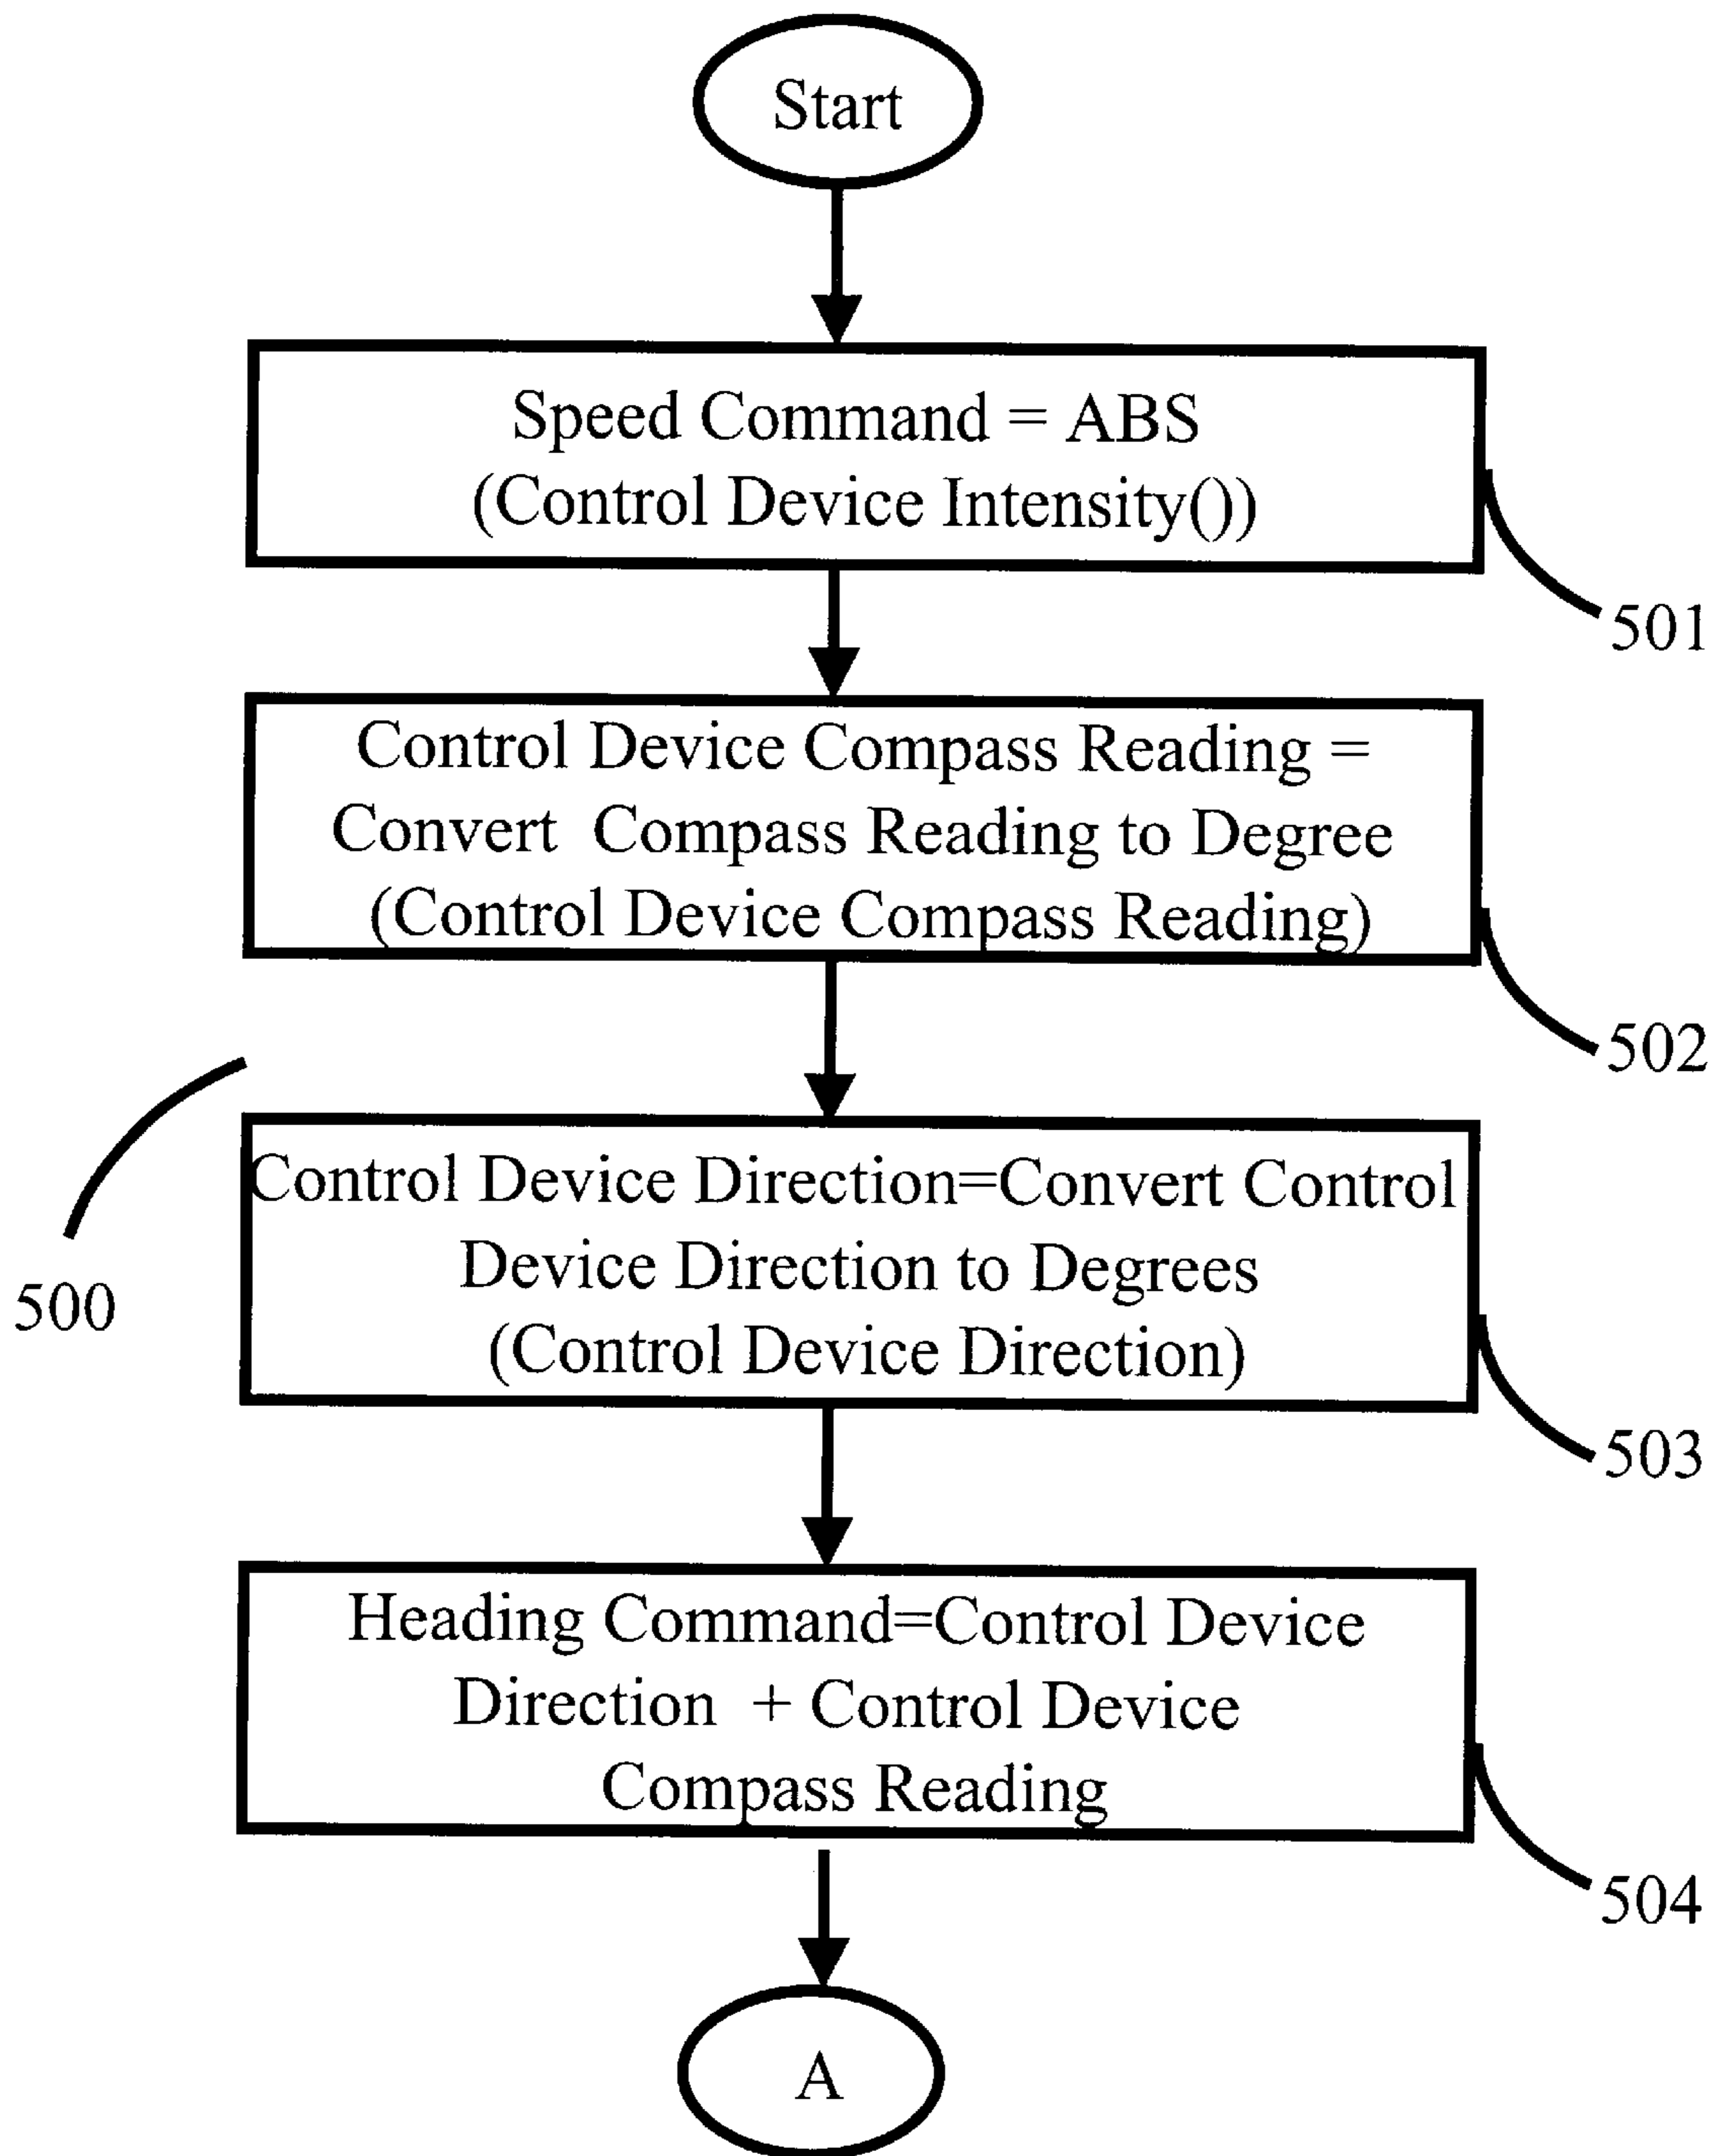 Start
Speed Command = ABS
(Control Device Intensity())
501
Control Device Compass Reading =
Convert Compass Reading to Degree
(Control Device Compass Reading)
502
500
Control Device Direction=Convert Control
Device Direction to Degrees
(Control Device Direction)
503
Heading Command=Control Device
Direction + Control Device
Compass Reading
504
A